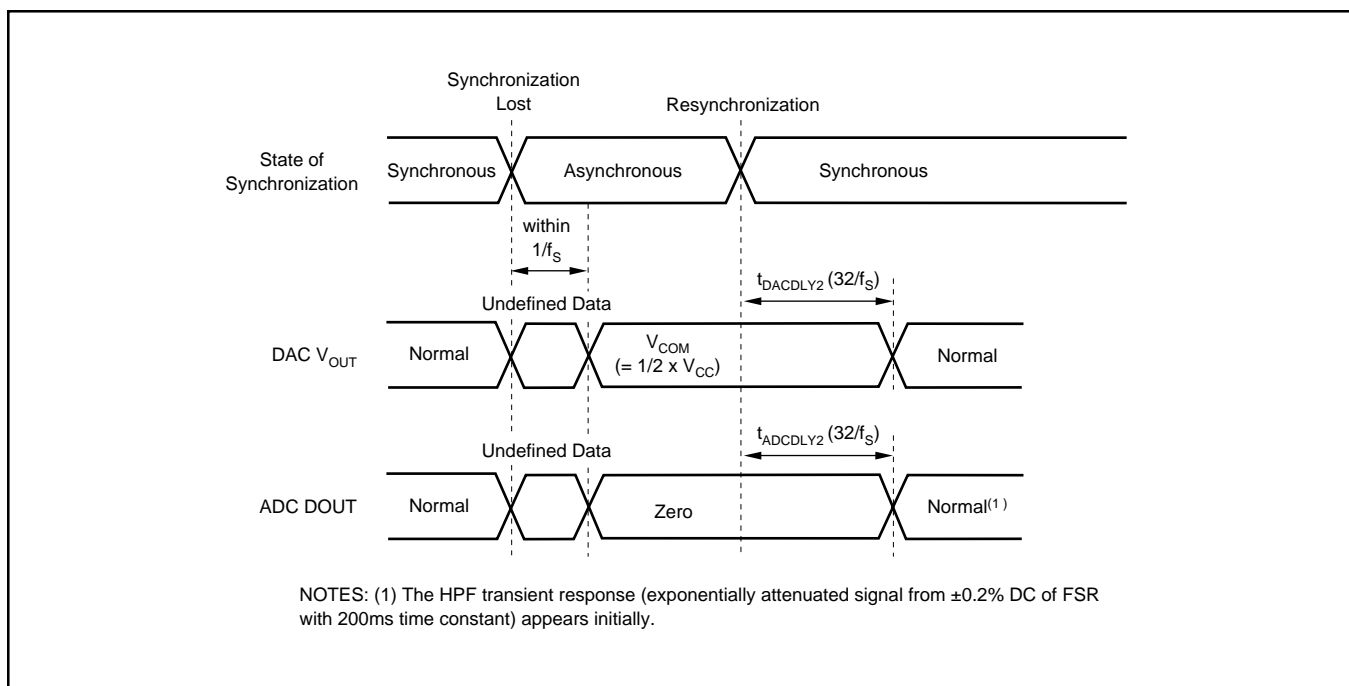 Synchronization
Lost
Resynchronization
State of
Synchronization
Synchronous
Asynchronous
Synchronous
within
1/fS
tDACDLY2 (32/fS)
Undefined Data
DAC VOUT
Normal
VCOM
(= 1/2 x VCC)
Normal
tADCDLY2 (32/fS)
Undefined Data
ADC DOUT
Normal
Zero
Normal(1 )
NOTES: (1) The HPF transient response (exponentially attenuated signal from ±0.2% DC of FSR
with 200ms time constant) appears initially.